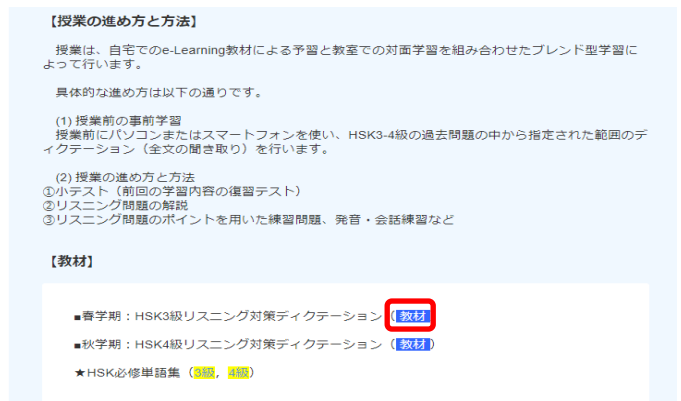 【授業の進め方と方法】
授業は、自宅でのe-Learning教材による予習と教室での対面学習を組み合わせたブレンド型学習に
よって行います。
具体的な進め方は以下の通りです。
(1) 授業前の事前学習
授業前にパソコンまたはスマートフォンを使い、HSK3-4級の過去問題の中から指定された範囲のデ
ィクテーション（全文の聞き取り）を行います。
(2) 授業の進め方と方法
①小テスト（前回の学習内容の復習テスト）
②リスニング問題の解説
③リスニング問題のポイントを用いた練習問題、発音・会話練習など
【教材】
■春学期：HSK3級リスニング対策ディクテーション（教材
■秋学期：HSK4級リスニング対策ディクテーション（教材）
★HSK必修単語集（3級，4級）